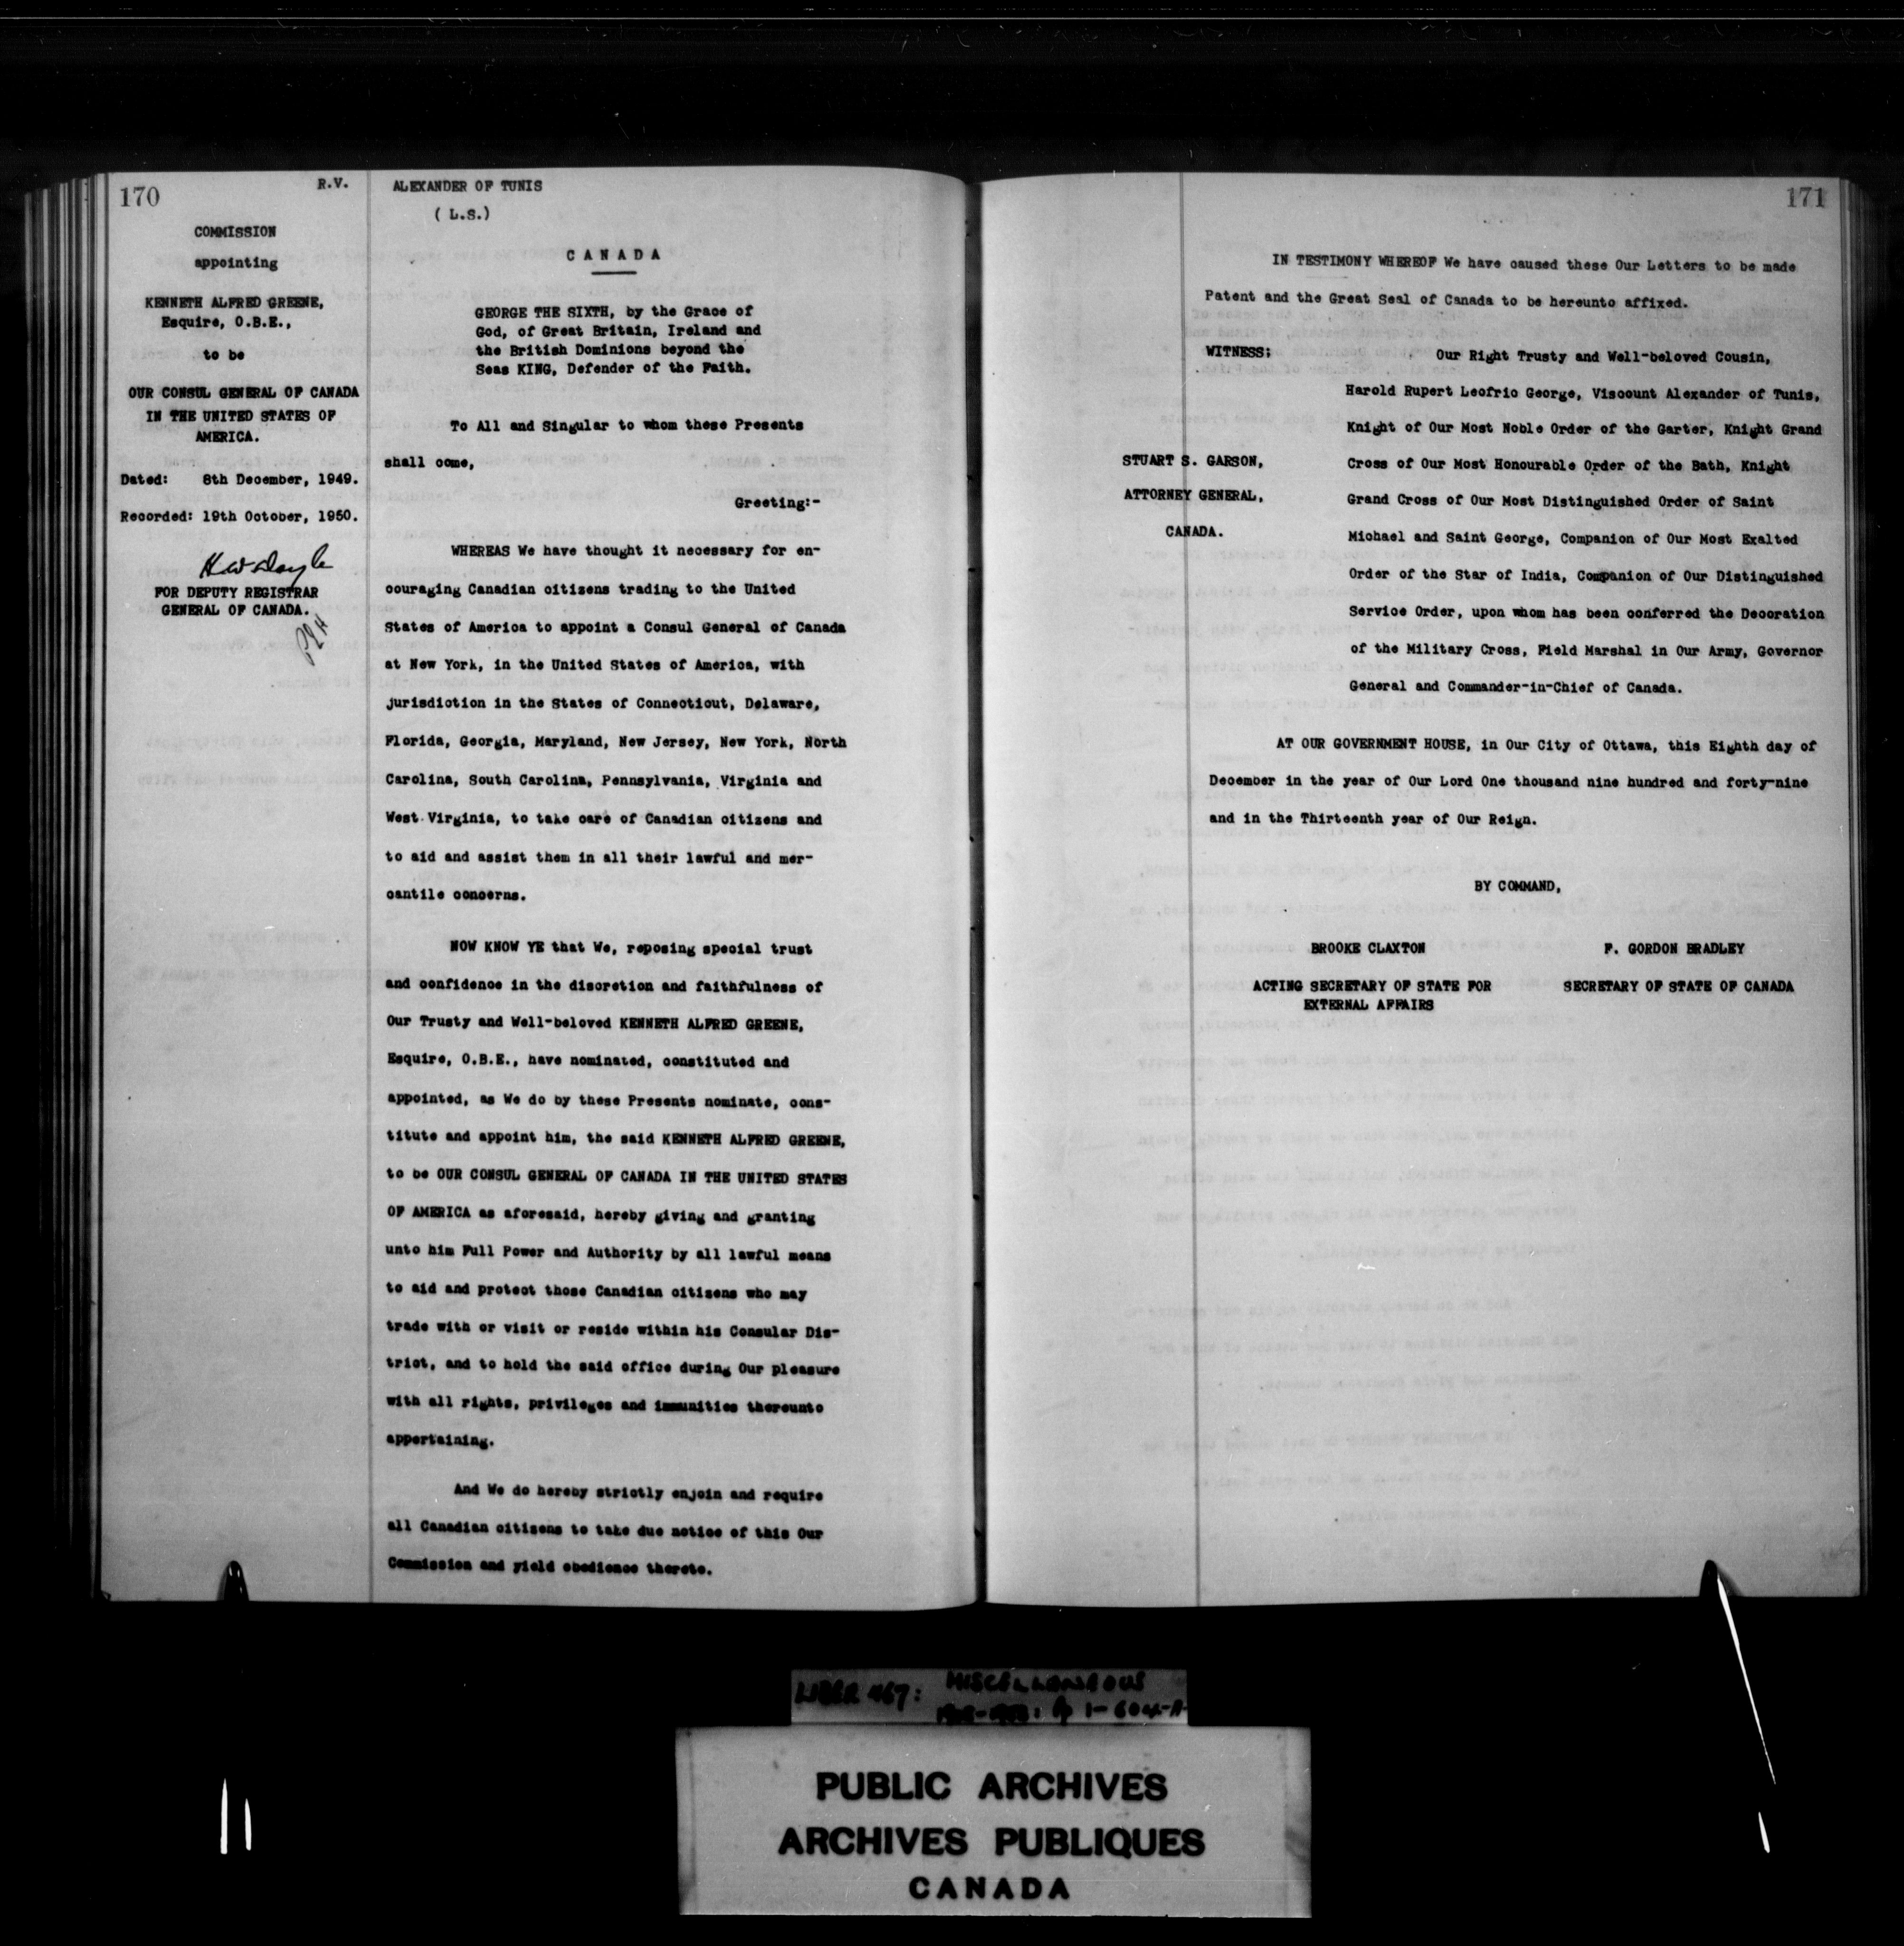 170
R.V.
COMMISSION
appointing
KENNETH ALFRED GREENE,
Esquire, O.B.E.,
to be
OUR CONSUL GENERAL OF CANADA
IN THE UNITED STATES OF
AMERICA.
Dated: 8th December, 1949.
Recorded: 19th October, 1950.
FOR DEPUTY REGISTRAR
GENERAL OF CANADA.
ALEXANDER OF TUNIS
( L.S.)
CANADA
GEORGE THE SIXTH, by the Grace of
God, of Great Britain, Ireland and
the British Dominions beyond the
Seas KING, Defender of the Faith.
To All and Singular to whom these Presents
shall come,
Greeting:-
WHEREAS We have thought it necessary for en-
couraging Canadian citizens trading to the United
States of America to appoint a Consul General of Canada
at New York, in the United States of America, with
jurisdiction in the States of Connecticut, Delaware,
Florida, Georgia, Maryland, New Jersey, New York, North
Carolina, South Carolina, Pennsylvania, Virginia and
West Virginia, to take care of Canadian citizens and
to aid and assist them in all their lawful and mer-
cantile concerns.
NOW KNOW YE that We, reposing special trust
and confidence in the discretion and faithfulness of
Our Trusty and Well-beloved KENNETH ALFRED GREENE,
Esquire, O.B.E., have nominated, constituted and
appointed, as We do by these Presents nominate, cons-
titute and appoint him, the said KENNETH ALFRED GREENE,
to be OUR CONSUL GENERAL OF CANADA IN THE UNITED STATES
OF AMERICA as aforesaid, hereby giving and granting
unto him Full Power and Authority by all lawful means
to aid and protect those Canadian citizens who may
trade with or visit or reside within his Consular Dis-
trict, and to hold the said office during Our pleasure
with all rights, privileges and immunities thereunto
appertaining.
And We do hereby strictly enjoin and require
all Canadian citizens to take due notice of this Our
Commission and yield obedience thereto.
171
IN TESTIMONY WHEREOF We have caused these Our Letters to be made
Patent and the Great Seal of Canada to be hereunto affixed.
WITNESS:
Our Right Trusty and Well-beloved Cousin,
Harold Rupert Leofric George, Viscount Alexander of Tunis,
Knight of Our Most Noble Order of the Garter, Knight Grand
Cross of Our Most Honourable Order of the Bath, Knight
Grand Cross of Our Most Distinguished Order of Saint
Michael and Saint George, Companion of Our Most Exalted
Order of the Star of India, Companion of Our Distinguished
Service Order, upon whom has been conferred the Decoration
of the Military Cross, Field Marshal in Our Army, Governor
General and Commander-in-Chief of Canada.
STUART S. GARSON,
ATTORNEY GENERAL,
CANADA.
AT OUR GOVERNMENT HOUSE, in Our City of Ottawa, this Eighth day of
December in the year of Our Lord One thousand nine hundred and forty-nine
and in the Thirteenth year of Our Reign.
BY COMMAND,
BROOKE CLAXTON
ACTING SECRETARY OF STATE FOR
EXTERNAL AFFAIRS
F. GORDON BRADLEY
SECRETARY OF STATE OF CANADA
LIBER 467: MISCELLANEOUS
1-604-A
PUBLIC ARCHIVES
ARCHIVES PUBLIQUES
CANADA